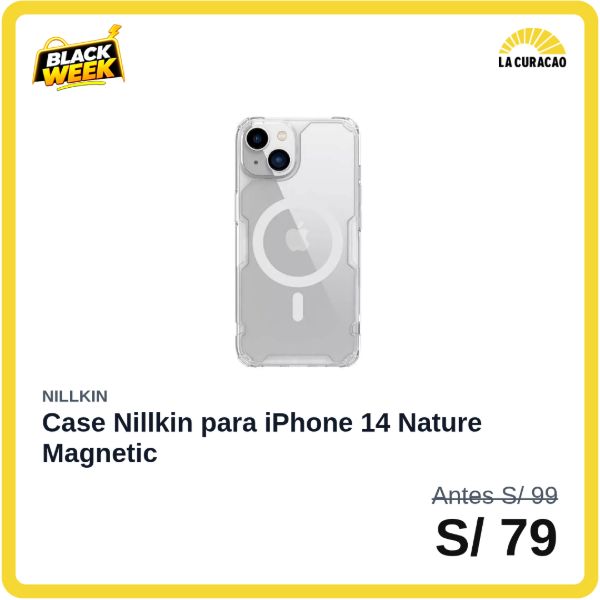 BLACK
WEEK
LA CURACAO
NILLKIN
Case Nillkin para iPhone 14 Nature
Magnetic
Antes S/ 99
S/ 79